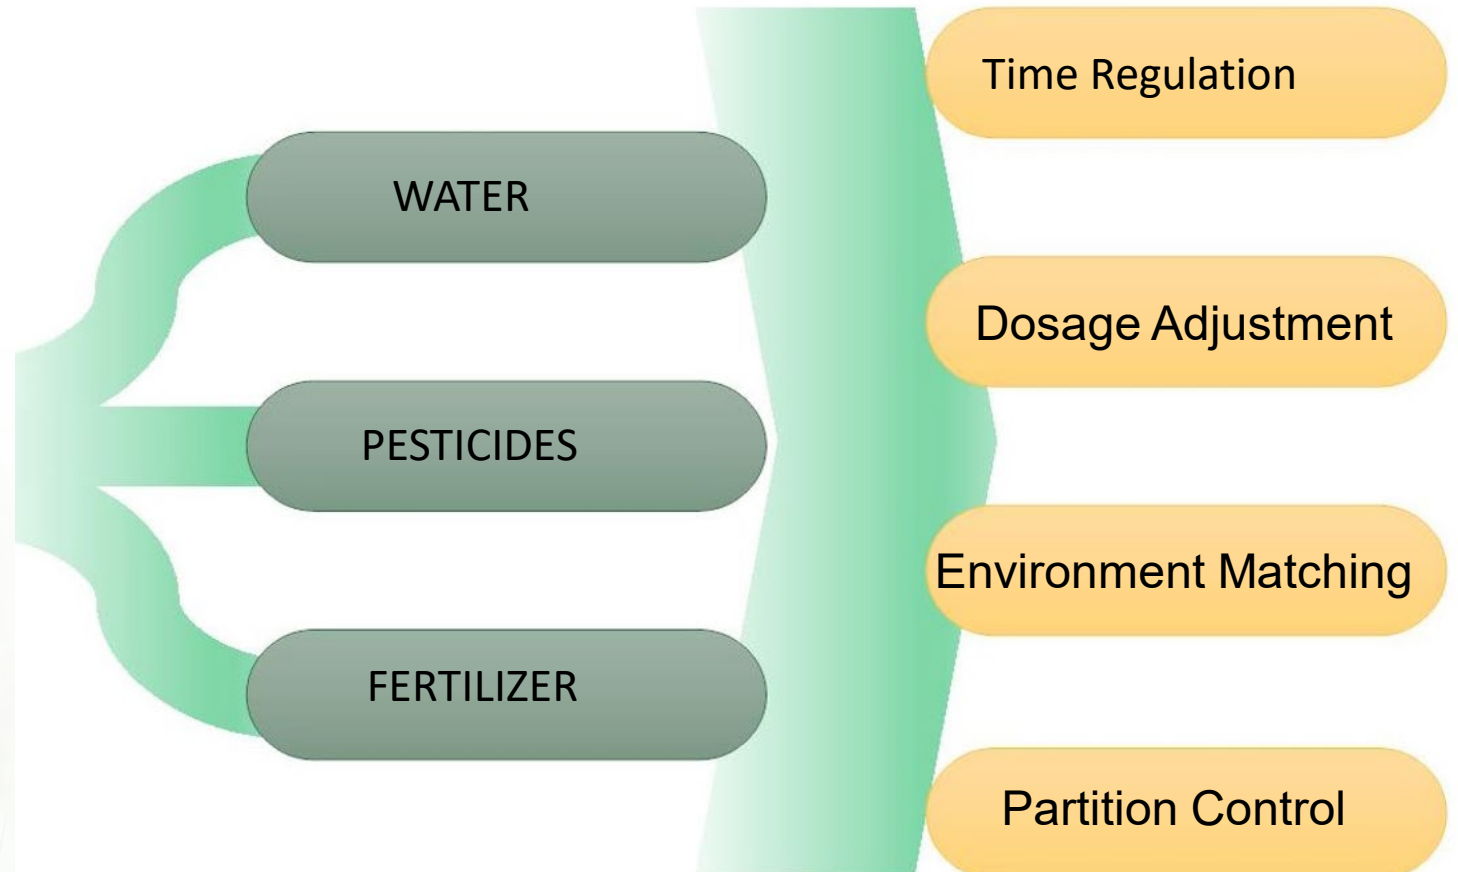 WATER
PESTICIDES
FERTILIZER
Time Regulation
Dosage Adjustment
Environment Matching
Partition Control